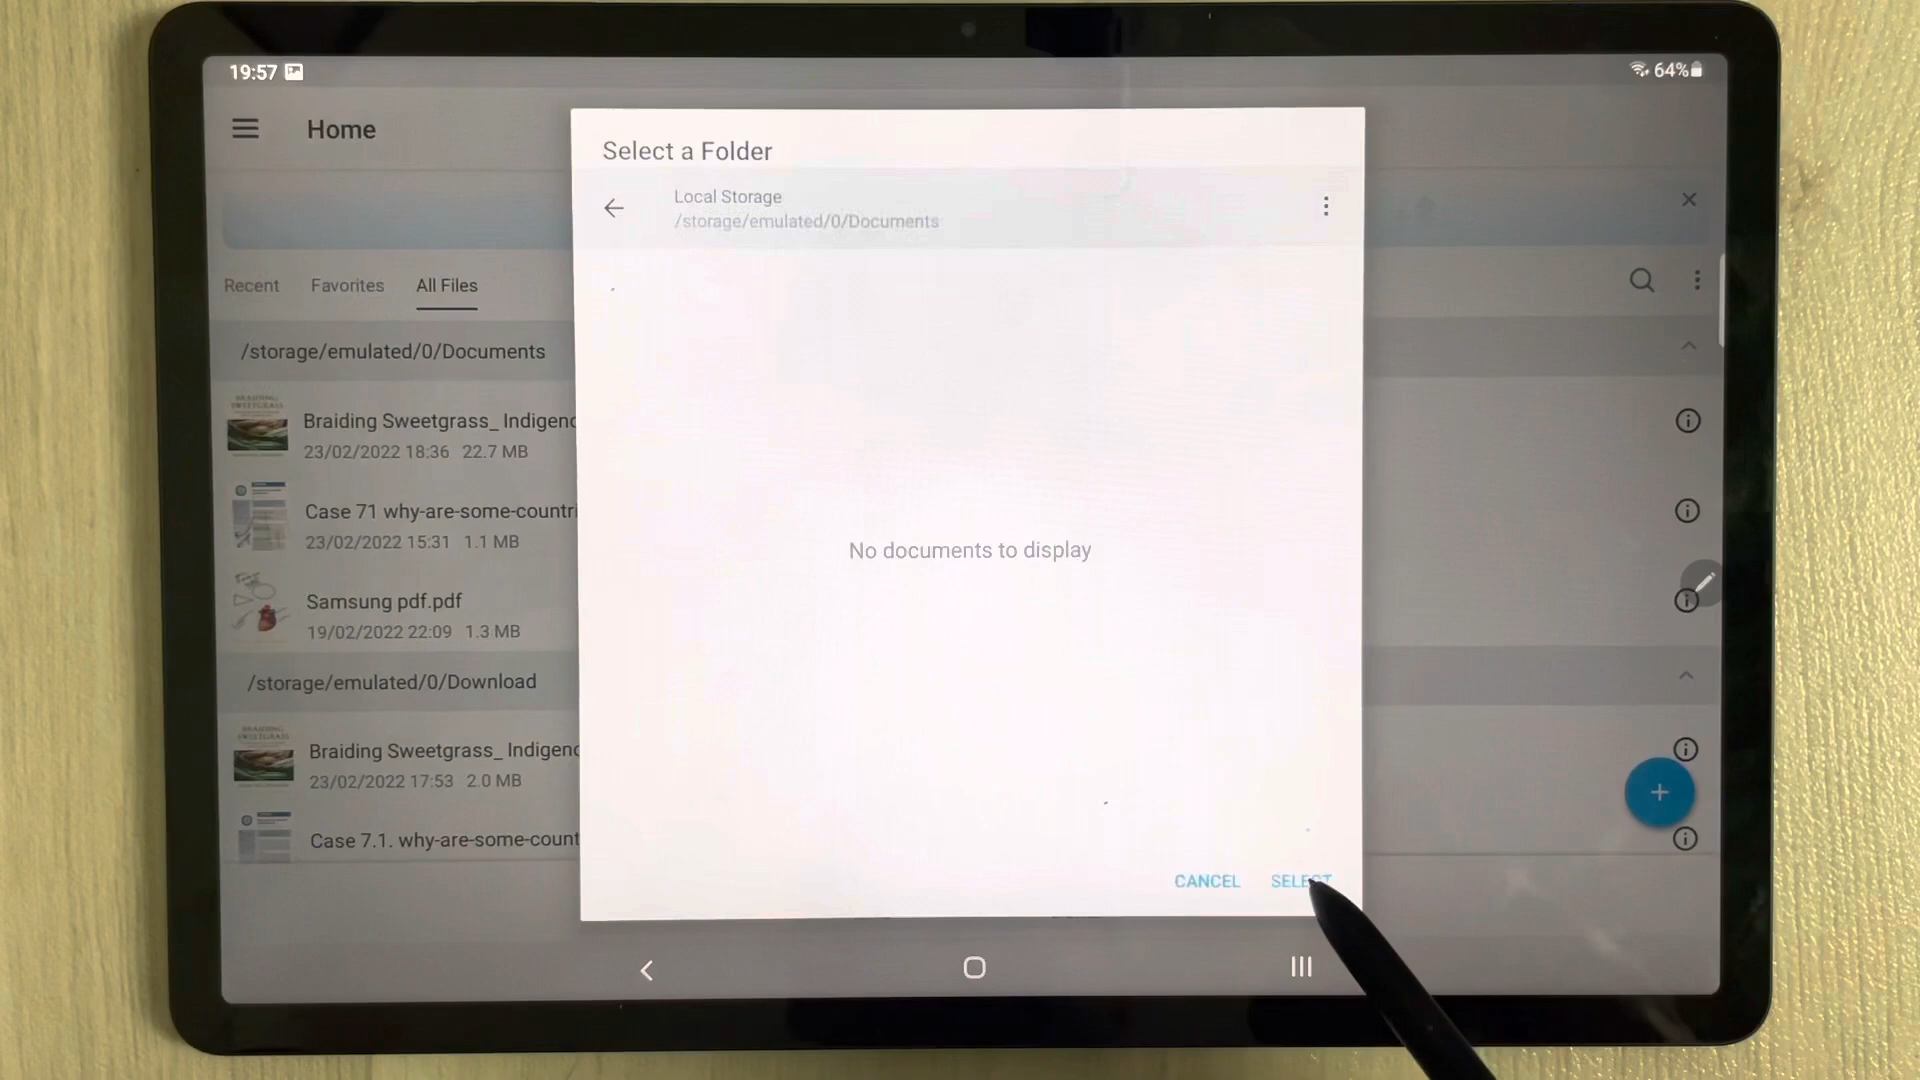 19:57
64%
Home
Select a Folder
Local Storage
/storage/emulated/0/Documents
Recent
Favorites
All Files
/storage/emulated/0/Documents
Braiding Sweetgrass_ Indigeno
23/02/2022 18:36 22.7 MB
Case 71 why-are-some-countri
23/02/2022 15:31 1.1 MB
No documents to display
Samsung pdf.pdf
19/02/2022 22:09 1.3 MB
/storage/emulated/0/Download
BRAIDING
Braiding Sweetgrass_ Indigeno
23/02/2022 17:53 2.0 MB
Case 7.1. why-are-some-count
CANCEL
SELECT